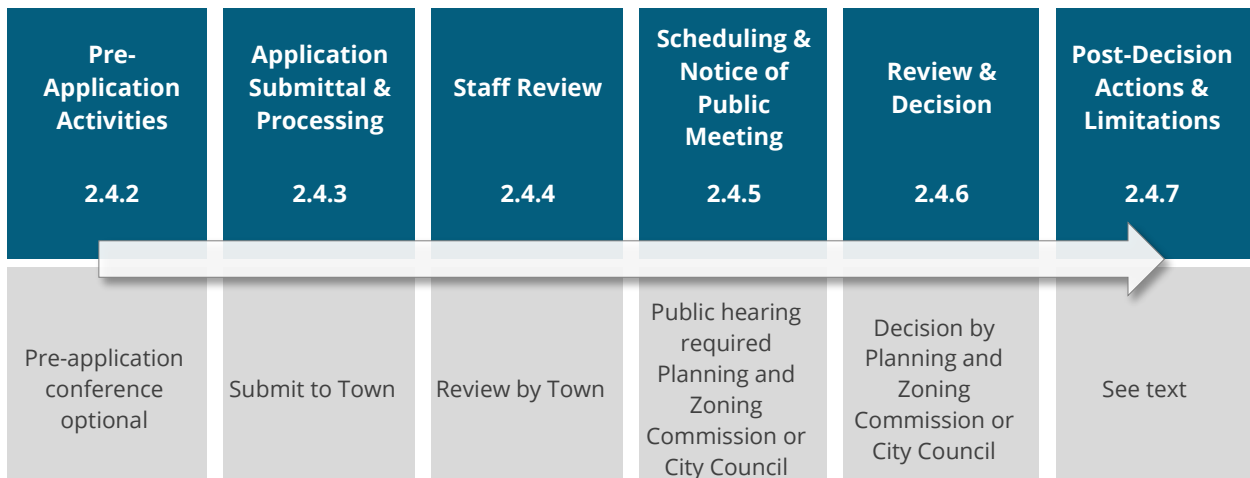 Pre-
Application
Activities
2.4.2
Application
Submittal &
Processing
2.4.3
Staff Review
2.4.4
Scheduling &
Notice of
Public
Meeting
2.4.5
Review &
Decision
2.4.6
Post-Decision
Actions &
Limitations
2.4.7
Pre-application
conference
optional
Submit to Town
Review by Town
Public hearing
required
Planning and
Zoning
Commission or
City Council
Decision by
Planning and
Zoning
Commission or
City Council
See text